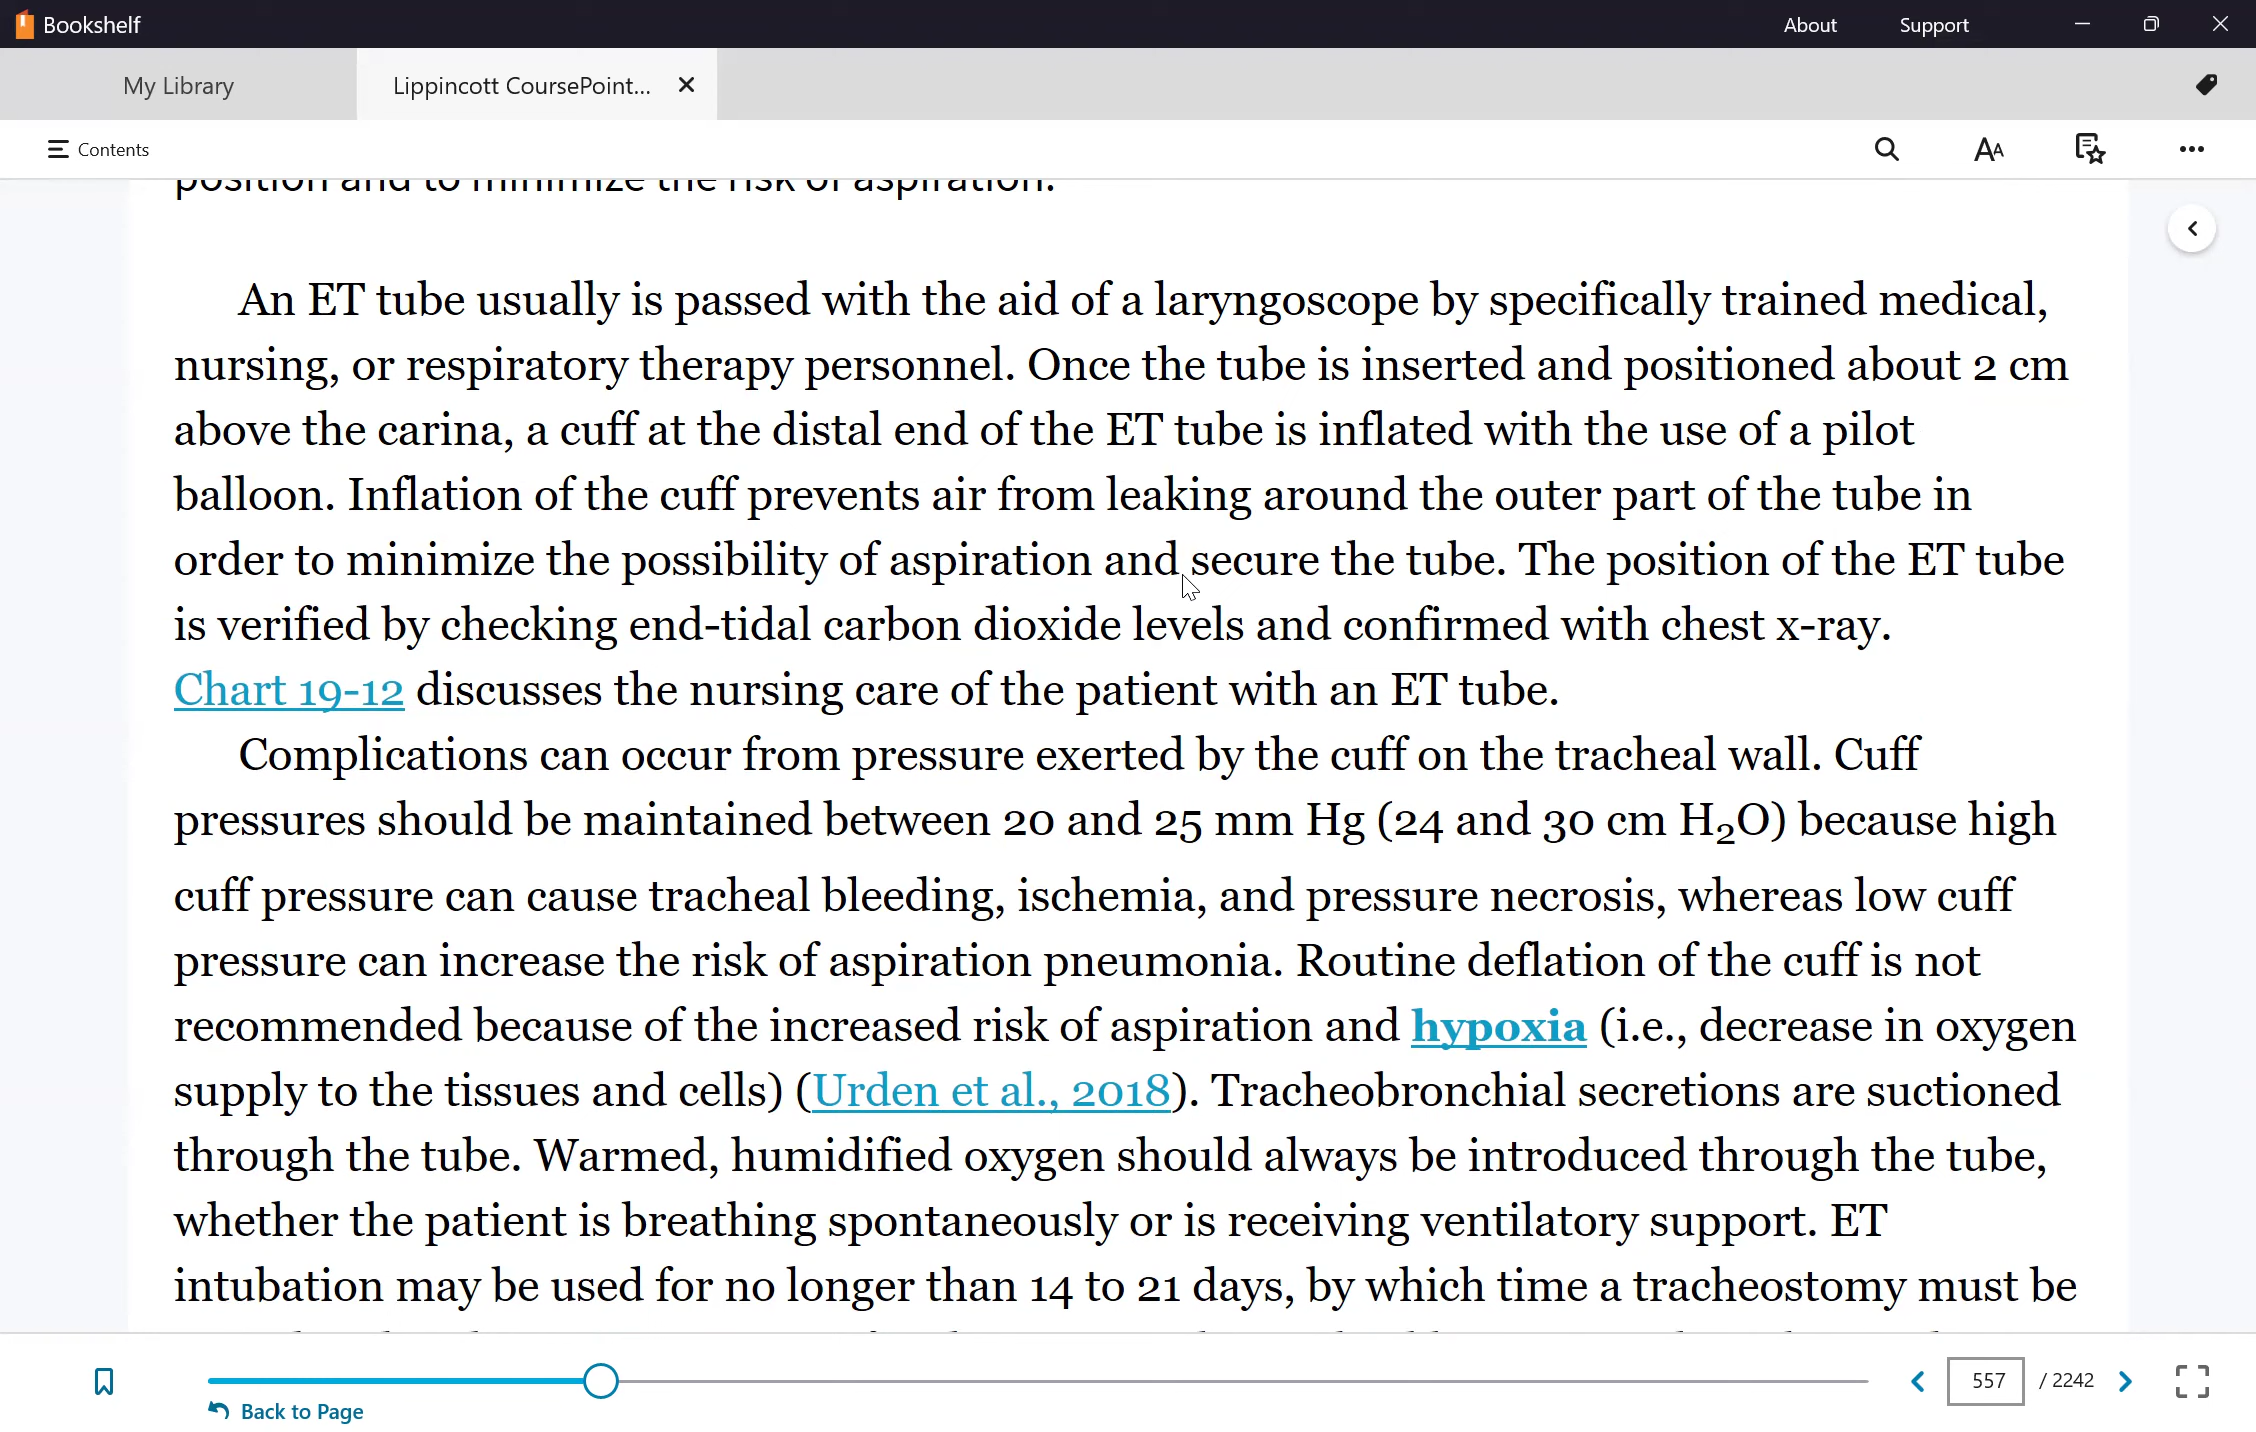 Bookshelf
About
Support
My Library
Lippincott CoursePoint...
Contents
position and to minimize the risk of aspiration.
An ET tube usually is passed with the aid of a laryngoscope by specifically trained medical,
nursing, or respiratory therapy personnel. Once the tube is inserted and positioned about 2 cm
above the carina, a cuff at the distal end of the ET tube is inflated with the use of a pilot
balloon. Inflation of the cuff prevents air from leaking around the outer part of the tube in
order to minimize the possibility of aspiration and secure the tube. The position of the ET tube
is verified by checking end-tidal carbon dioxide levels and confirmed with chest x-ray.
Chart 19-12 discusses the nursing care of the patient with an ET tube.
Complications can occur from pressure exerted by the cuff on the tracheal wall. Cuff
pressures should be maintained between 20 and 25 mm Hg (24 and 30 cm H₂O) because high
cuff pressure can cause tracheal bleeding, ischemia, and pressure necrosis, whereas low cuff
pressure can increase the risk of aspiration pneumonia. Routine deflation of the cuff is not
recommended because of the increased risk of aspiration and hypoxia (i.e., decrease in oxygen
supply to the tissues and cells) (Urden et al., 2018). Tracheobronchial secretions are suctioned
through the tube. Warmed, humidified oxygen should always be introduced through the tube,
whether the patient is breathing spontaneously or is receiving ventilatory support. ET
intubation may be used for no longer than 14 to 21 days, by which time a tracheostomy must be
557 / 2242
Back to Page